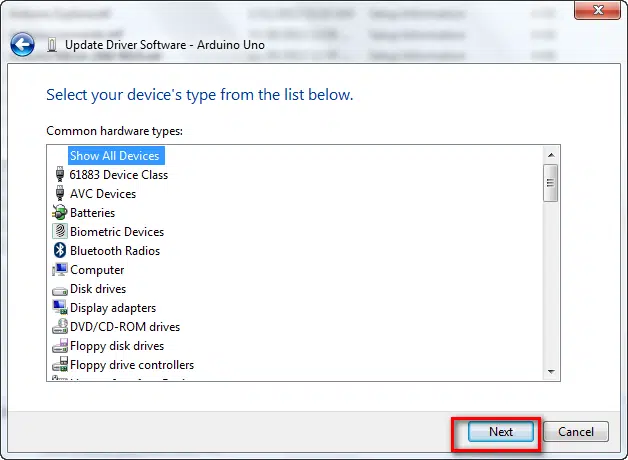 Update Driver Software - Arduino Uno
Select your device's type from the list below.
Common hardware types:
Show All Devices
61883 Device Class
AVC Devices
Batteries
Biometric Devices
Bluetooth Radios
Computer
Disk drives
Display adapters
DVD/CD-ROM drives
Floppy disk drives
Floppy drive controllers
Next
Cancel